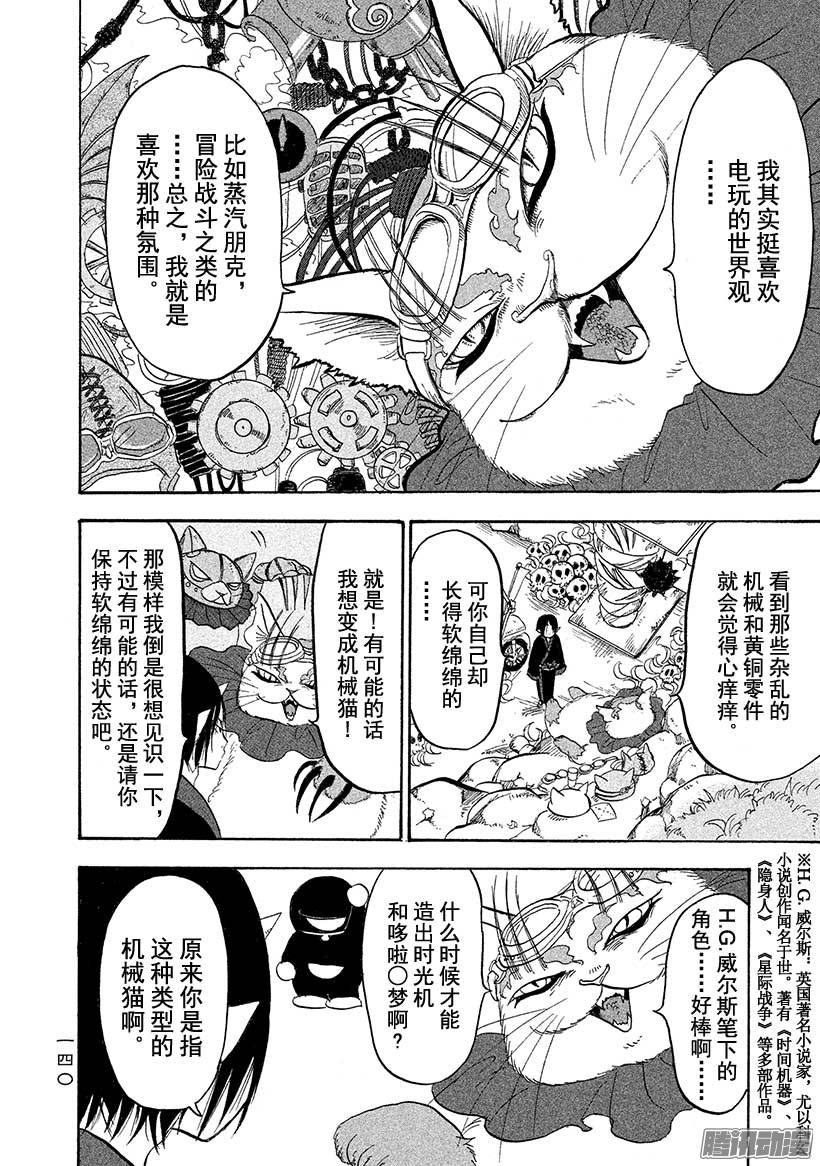 我其实挺喜欢
电玩的世界观
……
比如蒸汽朋克，
冒险战斗之类的
……总之，我就是
喜欢那种氛围。
看到那些杂乱的
机械和黄铜零件
就会觉得心痒痒。
可你自己却
长得软绵绵的
……
就是！有可能的话
我想变成机械猫！
那模样我倒是很想见识一下，
不过有可能的话，还是请你
保持软绵绵的状态吧。
※H.G. 威尔斯：英国著名小说家，尤以科幻
小说创作闻名于世。著有《时间机器》、
《隐身人》、《星际战争》等多部作品。
H.G.威尔斯笔下的
角色……好棒啊……
什么时候才能
造出时光机
和哆啦〇梦啊？
原来你是指
这种类型的
机械猫啊。
一四〇
腾讯动漫